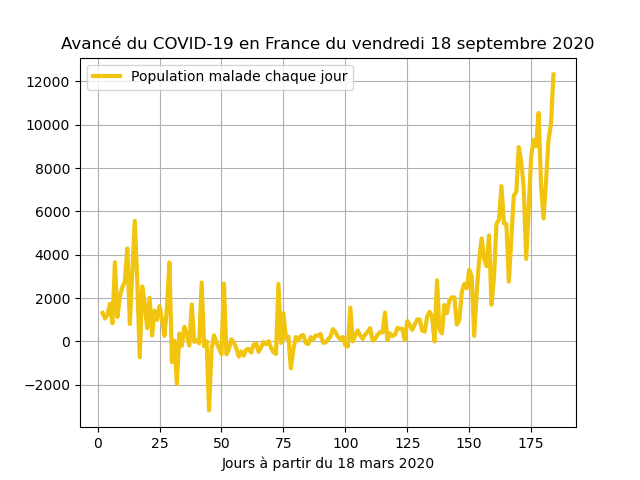 Avancé du COVID-19 en France du vendredi 18 septembre 2020
Population malade chaque jour
12000
10000
8000
6000
4000
2000
0
−2000
0 25 50 75 100 125 150 175
Jours à partir du 18 mars 2020